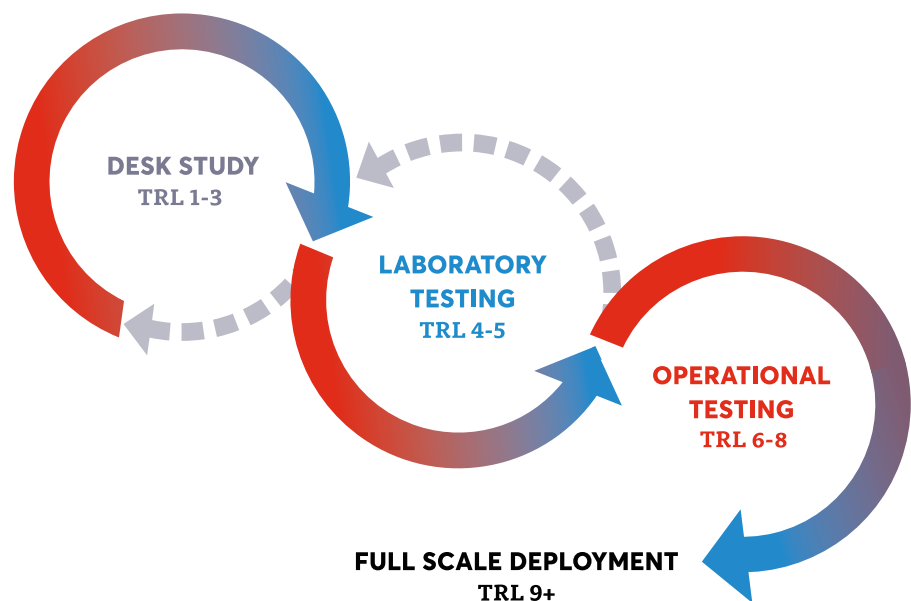 DESK STUDY
TRL 1-3
LABORATORY
TESTING
TRL 4-5
OPERATIONAL
TESTING
TRL 6-8
FULL SCALE DEPLOYMENT
TRL 9+